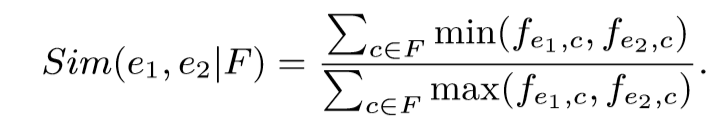 Sim(e_1, e_2|F) = \frac{\sum_{c \in F} \min(f_{e_1,c}, f_{e_2,c})}{\sum_{c \in F} \max(f_{e_1,c}, f_{e_2,c})}.